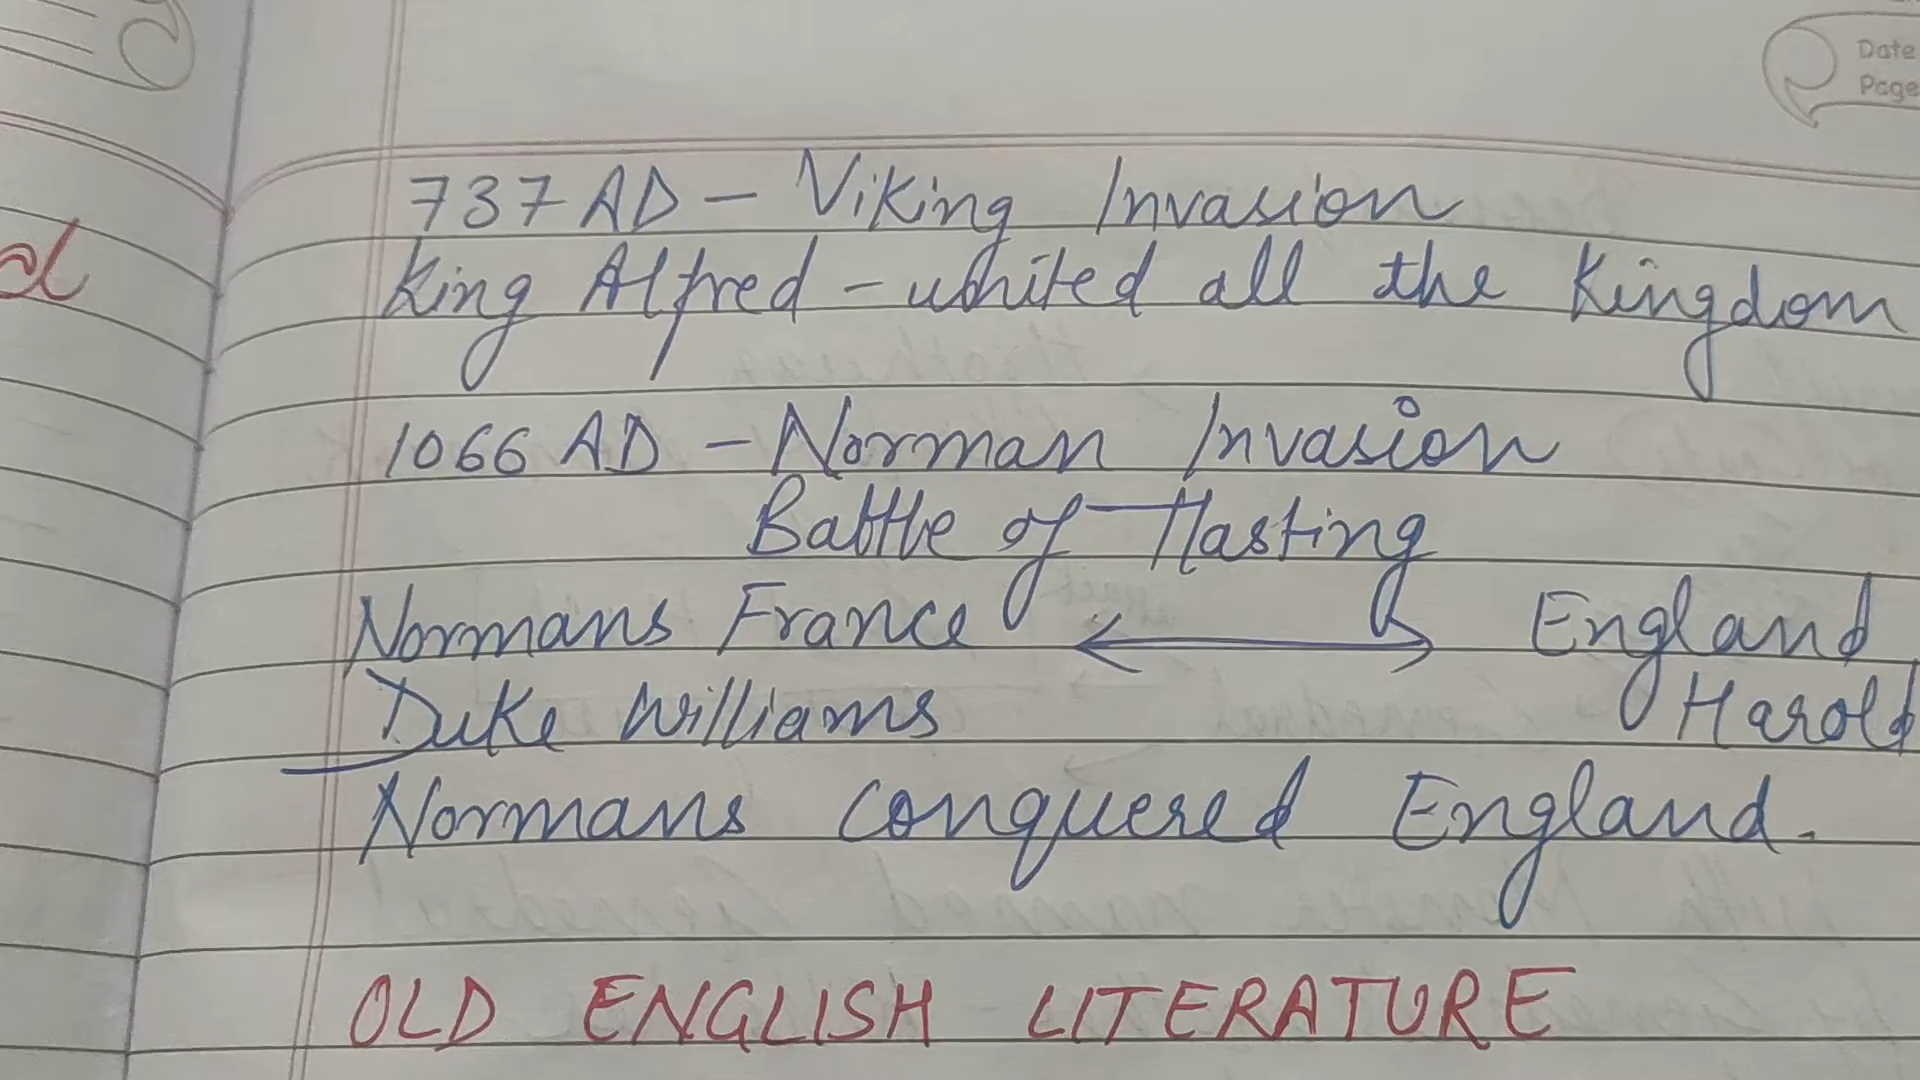 Date
Page
d
737 AD - Viking Invasion
King Alfred - united all the Kingdom
1066 AD - Norman Invasion
Battle of Hasting
Normans France ↔ England
Duke Williams Harold
Normans conquered England.
OLD ENGLISH LITERATURE